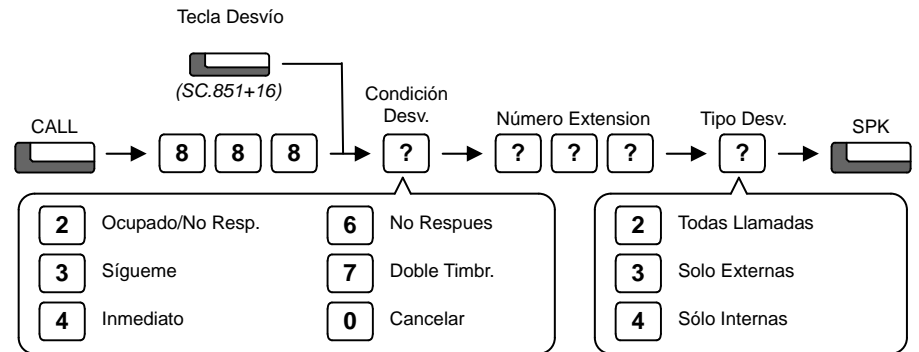 Tecla Desvío
(SC.851+16)
Condición
Desv.
CALL
Número Extension
Tipo Desv.
SPK
8 8 8 ? ? ? ? ?
2 Ocupado/No Resp.
6 No Respues
3 Sígueme
7 Doble Timbr.
4 Inmediato
0 Cancelar
2 Todas Llamadas
3 Solo Externas
4 Sólo Internas